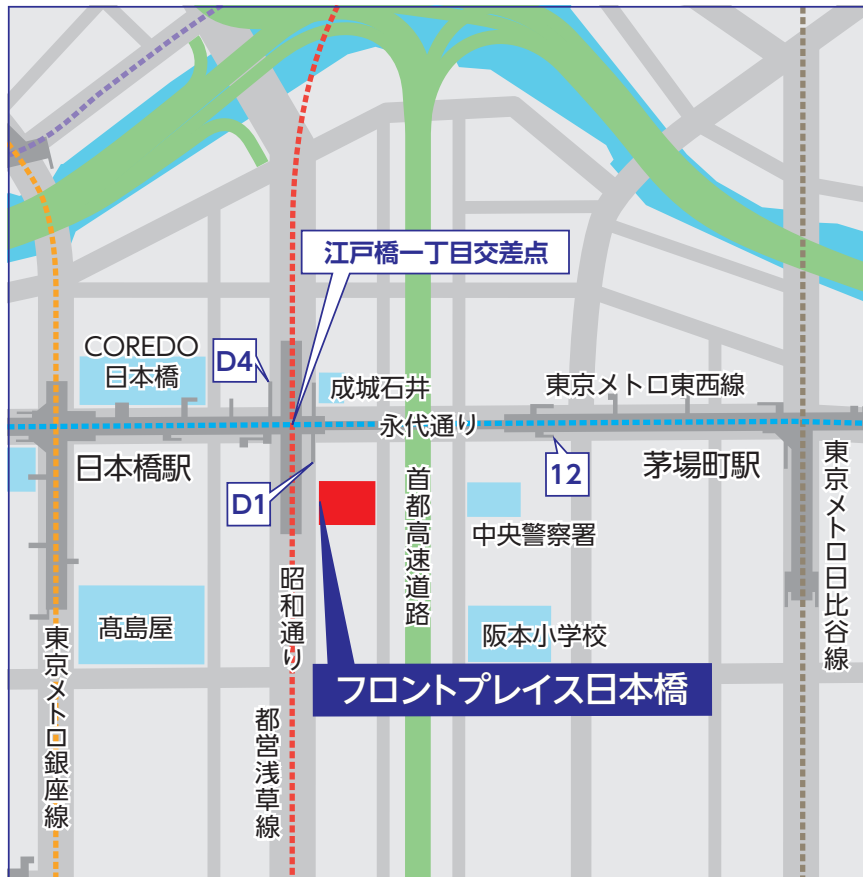 江戸橋一丁目交差点
COREDO
日本橋
D4
成城石井
東京メトロ東西線
永代通り
日本橋駅
D1
12
茅場町駅
首都高速道路
中央警察署
東京メトロ日比谷線
髙島屋
昭和通り
阪本小学校
東京メトロ銀座線
フロントプレイス日本橋
都営浅草線